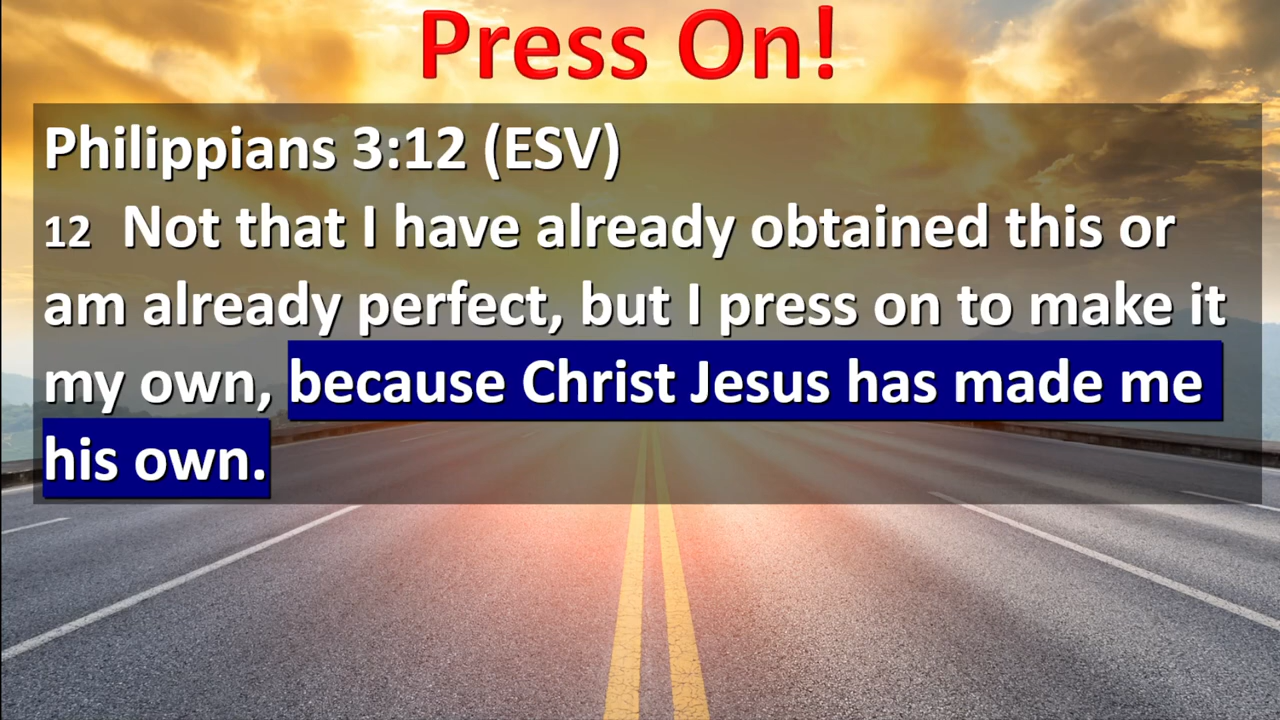 Press On!
Philippians 3:12 (ESV)
12 Not that I have already obtained this or
am already perfect, but I press on to make it
my own, because Christ Jesus has made me
his own.